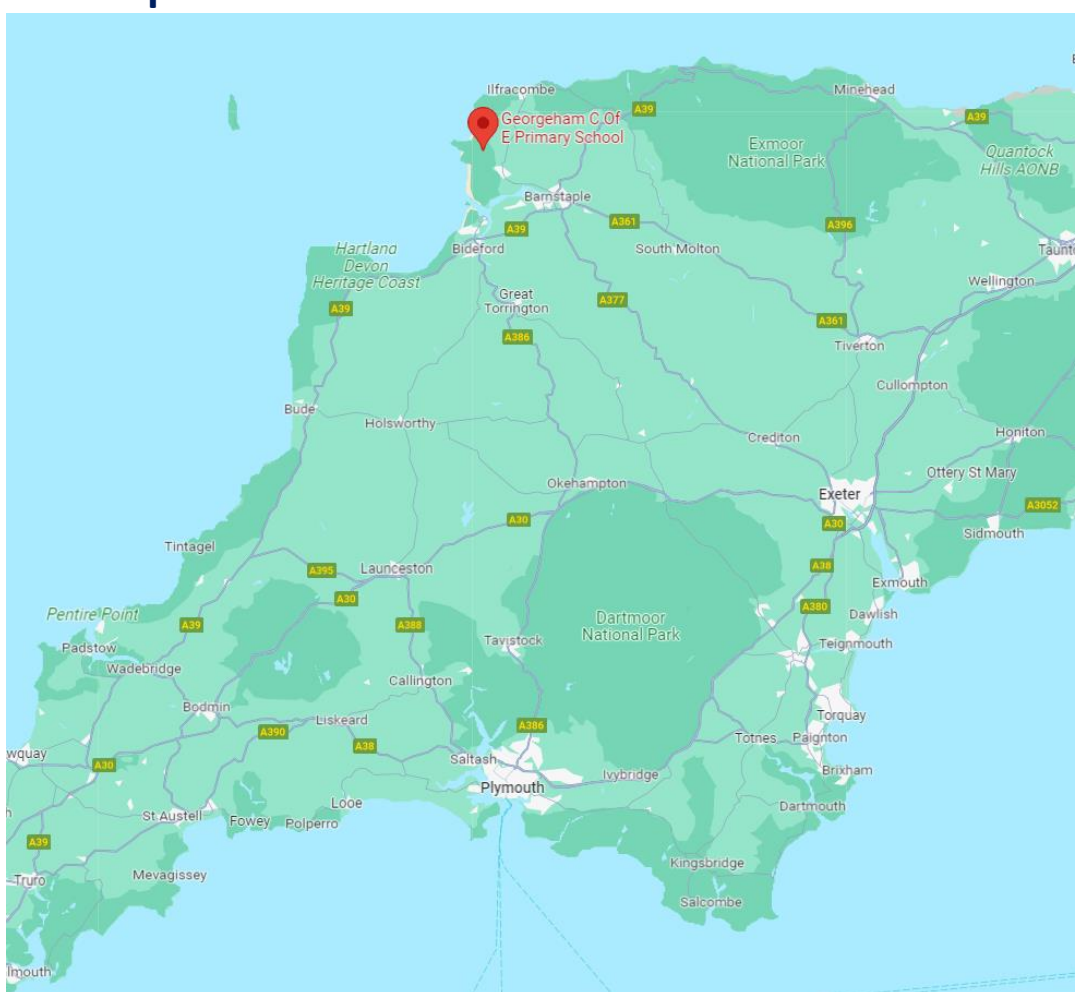 Ilfracombe
Minehead
A39
Georgeham C Of
E Primary School
A39
Exmoor
National Park
Quantock
Hills AONB
Barnstaple
A39
A361
A396
Bideford
South Molton
Taunt
Hartland
Devon
Heritage Coast
Wellington
Great
Torrington
A377
A39
A361
A386
Tiverton
Cullompton
Bude
Holsworthy
Crediton
Honiton
Ottery St Mary
Okehampton
Exeter
A3052
A30
A30
Sidmouth
Tintagel
A395
Launceston
A38
Exmouth
A30
A380
Dawlish
Pentire Point
A39
A388
Dartmoor
National Park
Padstow
Tavistock
Teignmouth
Wadebridge
Callington
Bodmin
Torquay
Liskeard
A386
A390
A38
Totnes
Paignton
wquay
Saltash
A30
Ivybridge
Brixham
Plymouth
Looe
Dartmouth
St Austell
Fowey
Polperro
A39
Kingsbridge
Truro
Mevagissey
Salcombe
lmouth